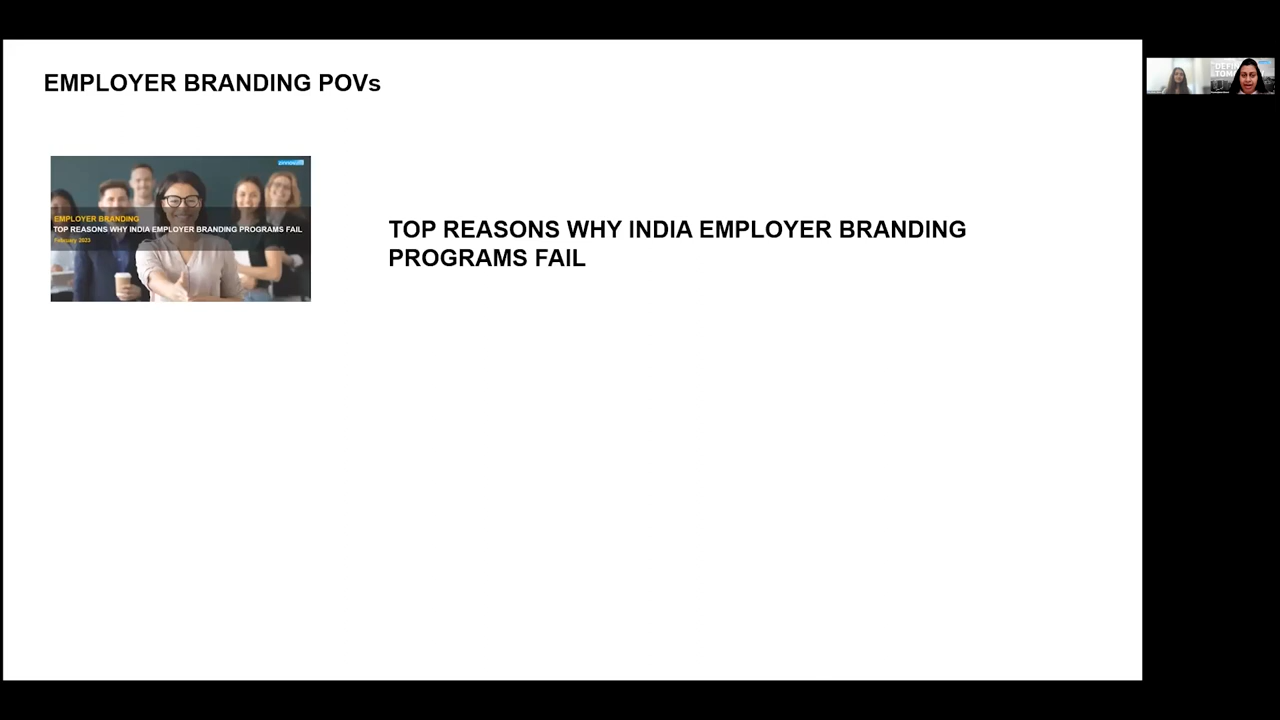 EMPLOYER BRANDING POVs
EMPLOYER BRANDING
TOP REASONS WHY INDIA EMPLOYER BRANDING PROGRAMS FAIL
February 2023
TOP REASONS WHY INDIA EMPLOYER BRANDING
PROGRAMS FAIL